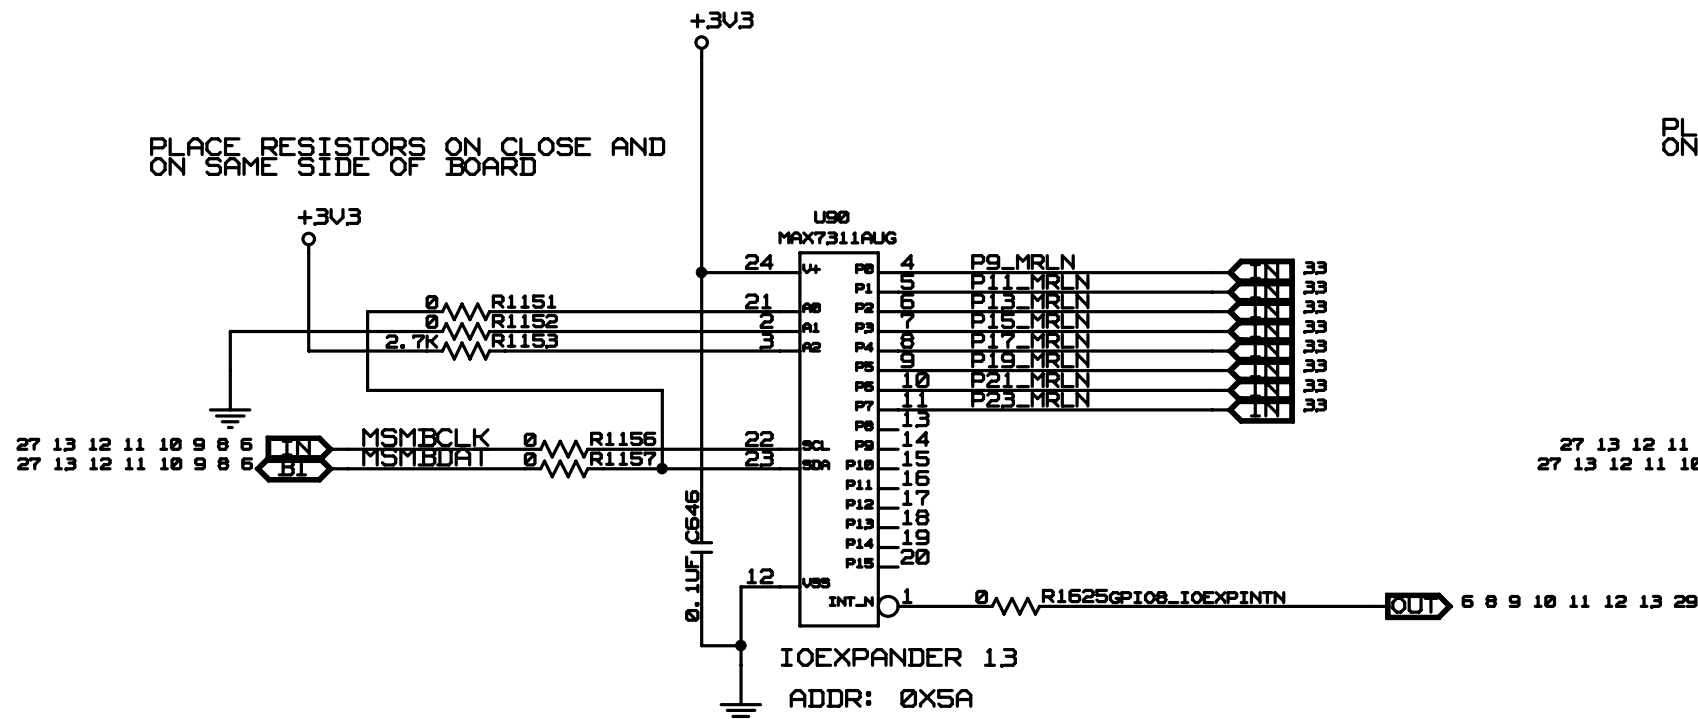 +3V3
PLACE RESISTORS ON CLOSE AND
ON SAME SIDE OF BOARD
PL
ON
+3V3
U90
MAX7311AUG
24 V+ P0 4 P9_MRLN IN 33
P1 5 P11_MRLN IN 33
0 R1151 21 A0 P2 6 P13_MRLN IN 33
0 R1152 2 A1 P3 7 P15_MRLN IN 33
2.7K R1153 3 A2 P4 8 P17_MRLN IN 33
P5 9 P19_MRLN IN 33
P6 10 P21_MRLN IN 33
P7 11 P23_MRLN IN 33
P8 13
27 13 12 11 10 9 8 6 IN MSMBCLK 0 R1156 22 SCL P9 14
27 13 12 11
27 13 12 11 10 9 8 6 BI MSMBDAT 0 R1157 23 SDA P10 15
27 13 12 11 10
P11 16
P12 17
P13 18
P14 19
P15 20
0.1UF C646
12 VSS
INT_N 1 0 R1625 GPIO8_IOEXPINTN OUT 6 8 9 10 11 12 13 29
IOEXPANDER 13
ADDR: 0X5A